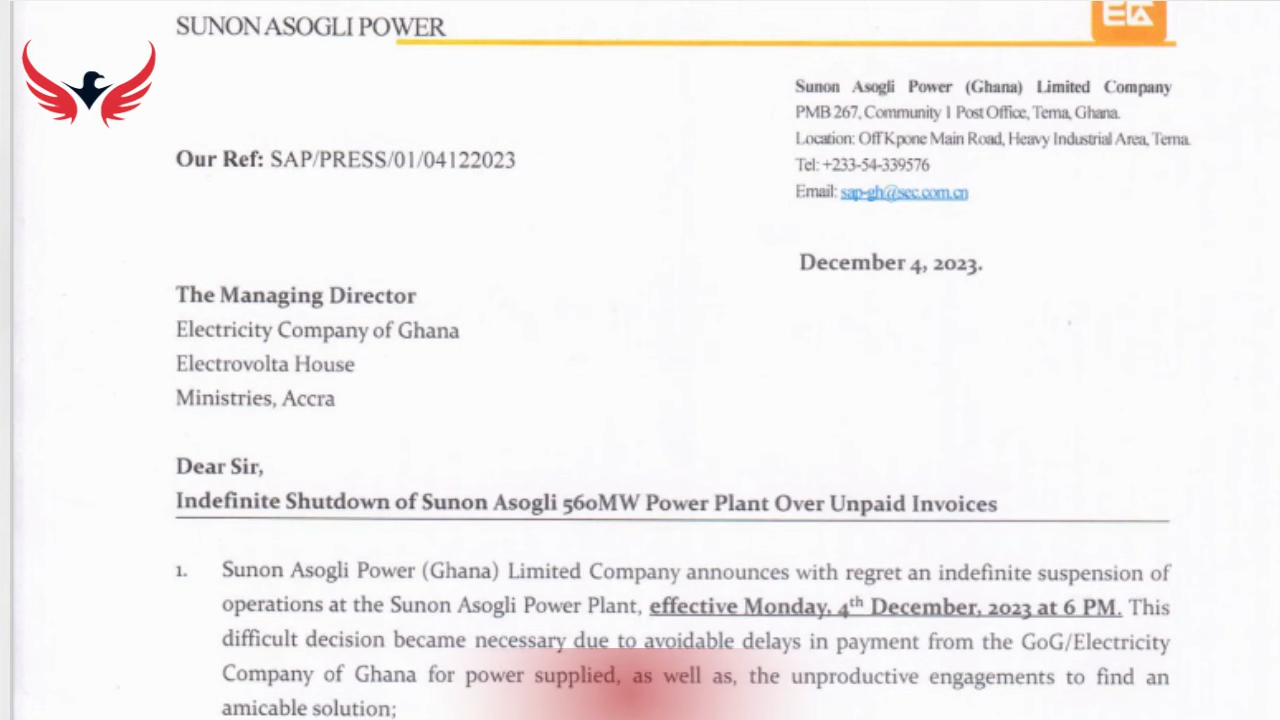 SUNON ASOGLI POWER
Sunon Asogli Power (Ghana) Limited Company
PMB 267, Community 1 Post Office, Tema, Ghana.
Location: Off Kpone Main Road, Heavy Industrial Area, Tema.
Tel: +233-54-339576
Email: sap-gh@sec.com.cn
Our Ref: SAP/PRESS/01/04122023
December 4, 2023.
The Managing Director
Electricity Company of Ghana
Electrovolta House
Ministries, Accra
Dear Sir,
Indefinite Shutdown of Sunon Asogli 560MW Power Plant Over Unpaid Invoices
1. Sunon Asogli Power (Ghana) Limited Company announces with regret an indefinite suspension of
operations at the Sunon Asogli Power Plant, effective Monday, 4th December, 2023 at 6 PM. This
difficult decision became necessary due to avoidable delays in payment from the GoG/Electricity
Company of Ghana for power supplied, as well as, the unproductive engagements to find an
amicable solution;